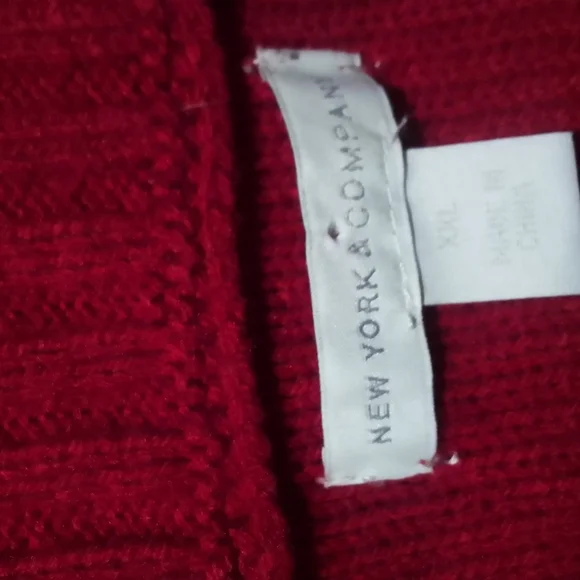 NEW YORK & COMPANY
XXL
MADE IN
CHINA